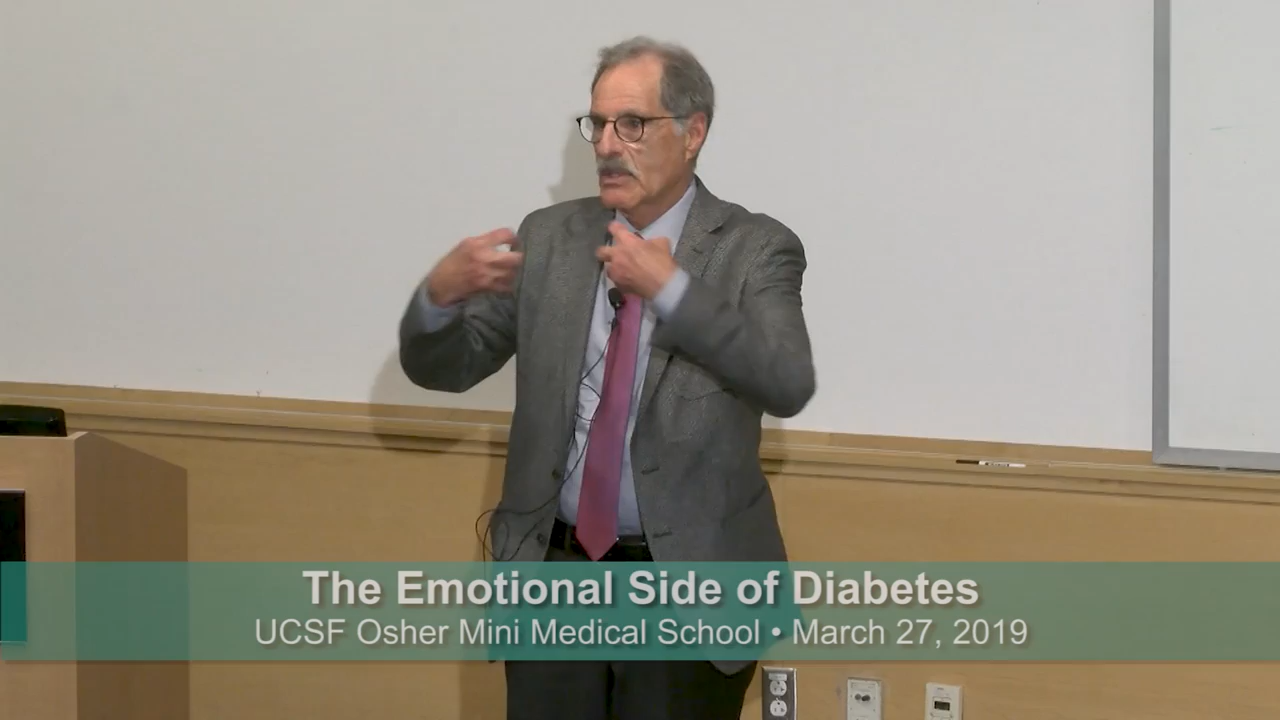 The Emotional Side of Diabetes
UCSF Osher Mini Medical School • March 27, 2019